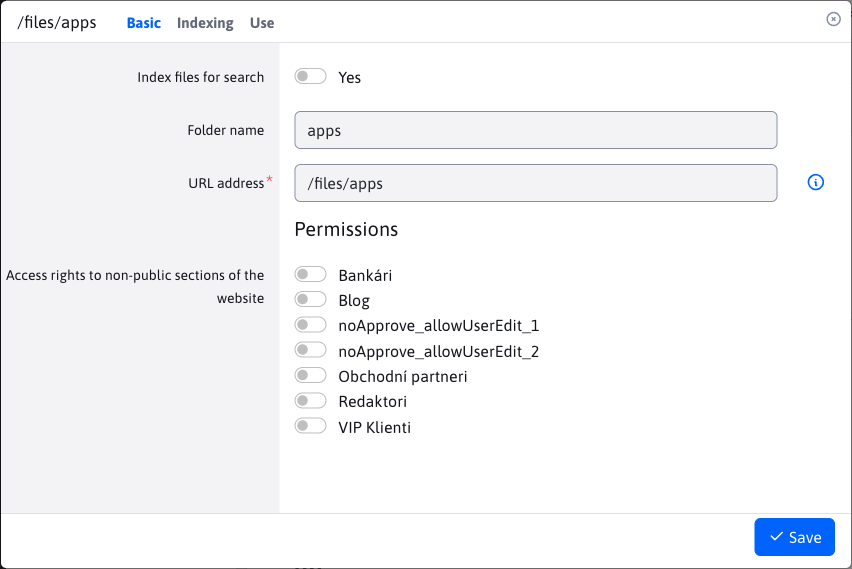 /files/apps Basic Indexing Use
Index files for search Yes
Folder name apps
URL address* /files/apps
Permissions
Access rights to non-public sections of the website
Bankári
Blog
noApprove_allowUserEdit_1
noApprove_allowUserEdit_2
Obchodní partneri
Redaktori
VIP Klienti
Save